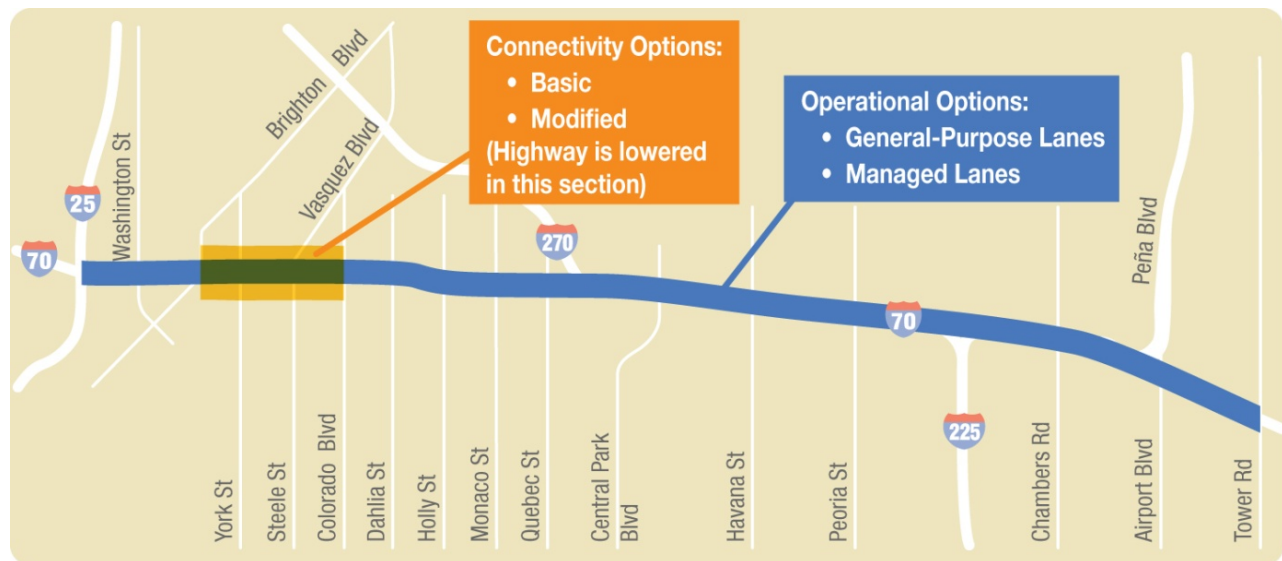 Connectivity Options:
• Basic
• Modified
(Highway is lowered
in this section)
Operational Options:
• General-Purpose Lanes
• Managed Lanes
Brighton Blvd
Vasquez Blvd
Washington St
25
70
270
Peña Blvd
70
225
York St
Steele St
Colorado Blvd
Dahlia St
Holly St
Monaco St
Quebec St
Central Park
Blvd
Havana St
Peoria St
Chambers Rd
Airport Blvd
Tower Rd